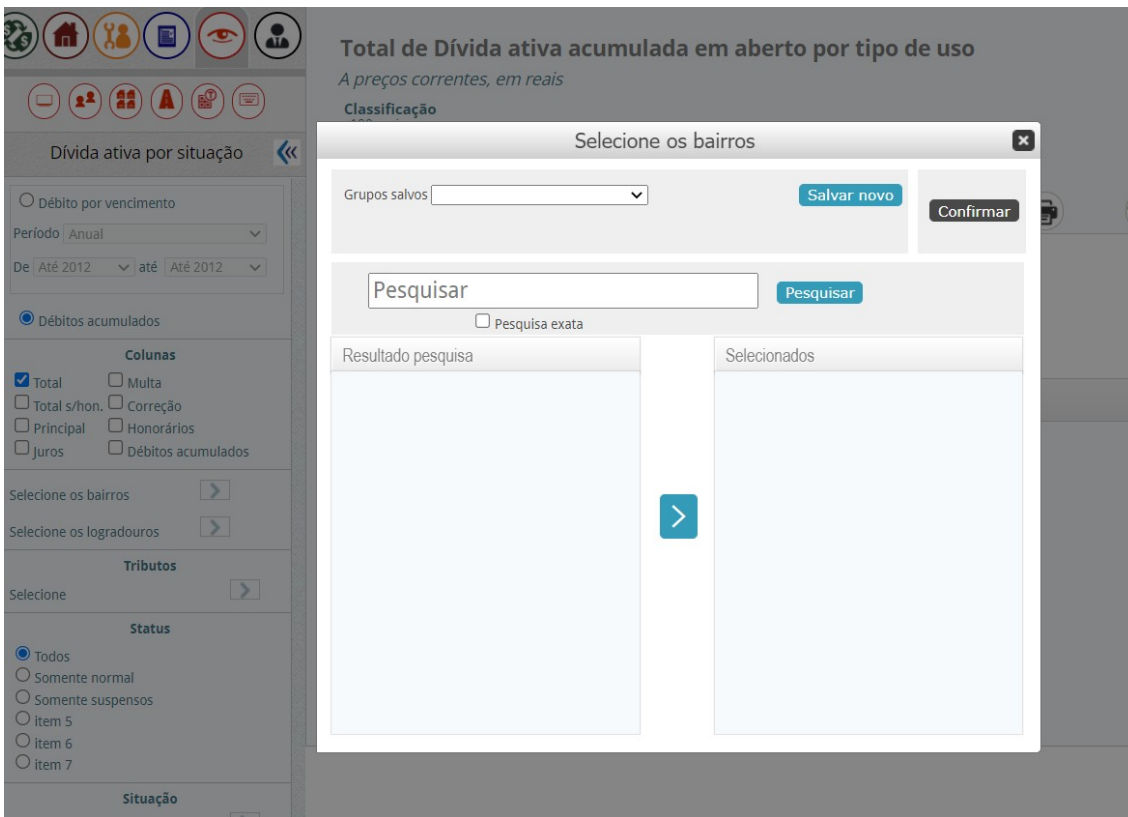 Total de Dívida ativa acumulada em aberto por tipo de uso
A preços correntes, em reais
Classificação
Dívida ativa por situação
Débito por vencimento
Período Anual
De Até 2012 até Até 2012
Débitos acumulados
Colunas
Total Multa
Total s/hon. Correção
Principal Honorários
Juros Débitos acumulados
Selecione os bairros
Selecione os logradouros
Tributos
Selecione
Status
Todos
Somente normal
Somente suspensos
item 5
item 6
item 7
Situação
Selecione os bairros
Grupos salvos
Salvar novo
Confirmar
Pesquisar
Pesquisar
Pesquisa exata
Resultado pesquisa
Selecionados